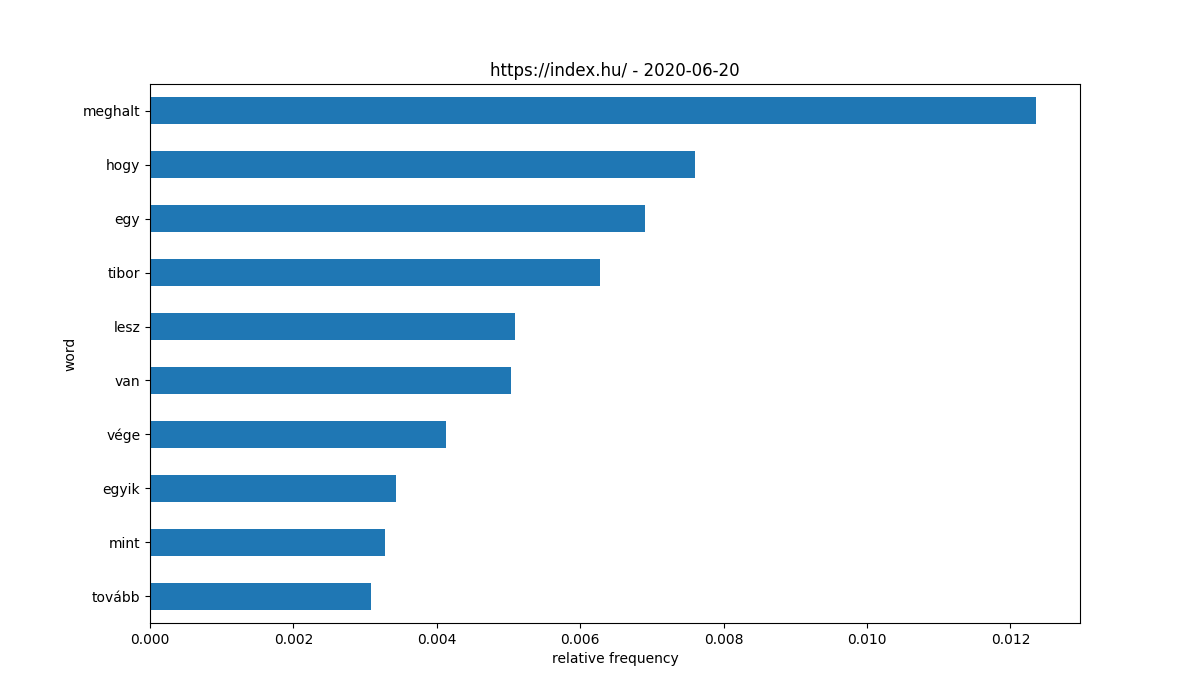 https://index.hu/ - 2020-06-20
meghalt
hogy
egy
tibor
lesz
van
vége
egyik
mint
tovább
word
0.000 0.002 0.004 0.006 0.008 0.010 0.012
relative frequency